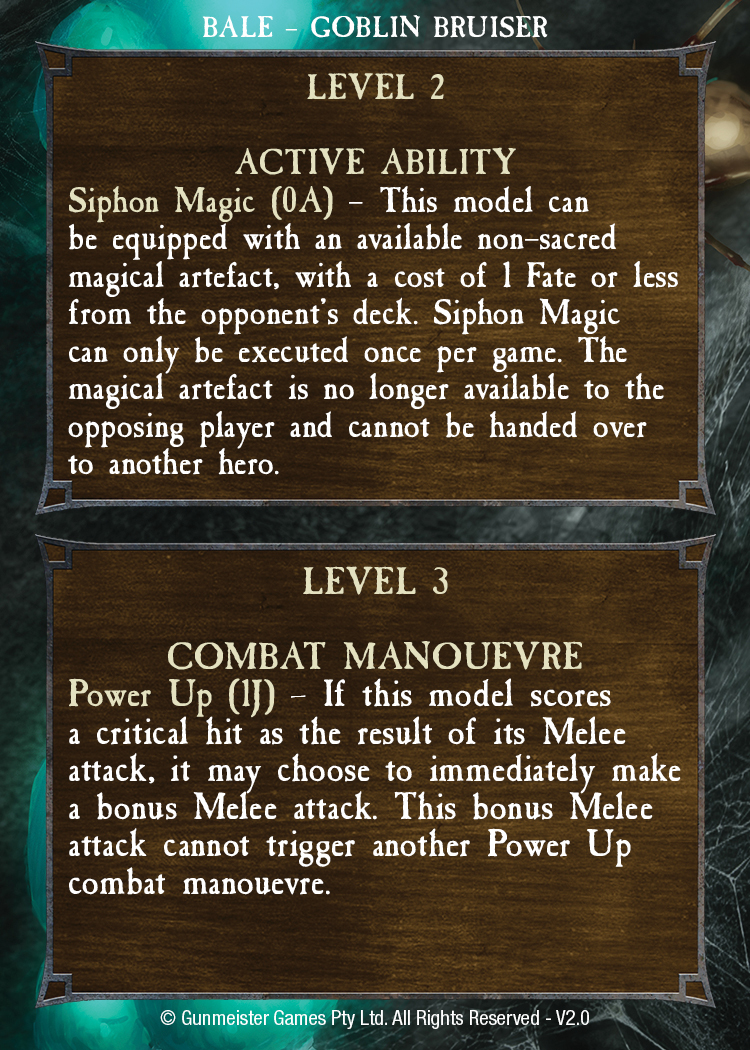 BALE – GOBLIN BRUISER
LEVEL 2
ACTIVE ABILITY
Siphon Magic (0A) – This model can
be equipped with an available non-sacred
magical artefact, with a cost of 1 Fate or less
from the opponent's deck. Siphon Magic
can only be executed once per game. The
magical artefact is no longer available to the
opposing player and cannot be handed over
to another hero.
LEVEL 3
COMBAT MANOUEVRE
Power Up (1J) – If this model scores
a critical hit as the result of its Melee
attack, it may choose to immediately make
a bonus Melee attack. This bonus Melee
attack cannot trigger another Power Up
combat manouevre.
© Gunmeister Games Pty Ltd. All Rights Reserved - V2.0